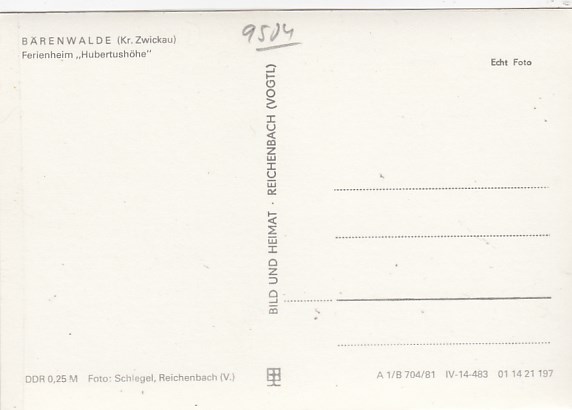 BÄRENWALDE (Kr. Zwickau)
Ferienheim „Hubertushöhe"
9504
Echt Foto
BILD UND HEIMAT · REICHENBACH (VOGTL)
DDR 0,25 M Foto: Schlegel, Reichenbach (V.)
A 1/B 704/81 IV-14-483 01 14 21 197